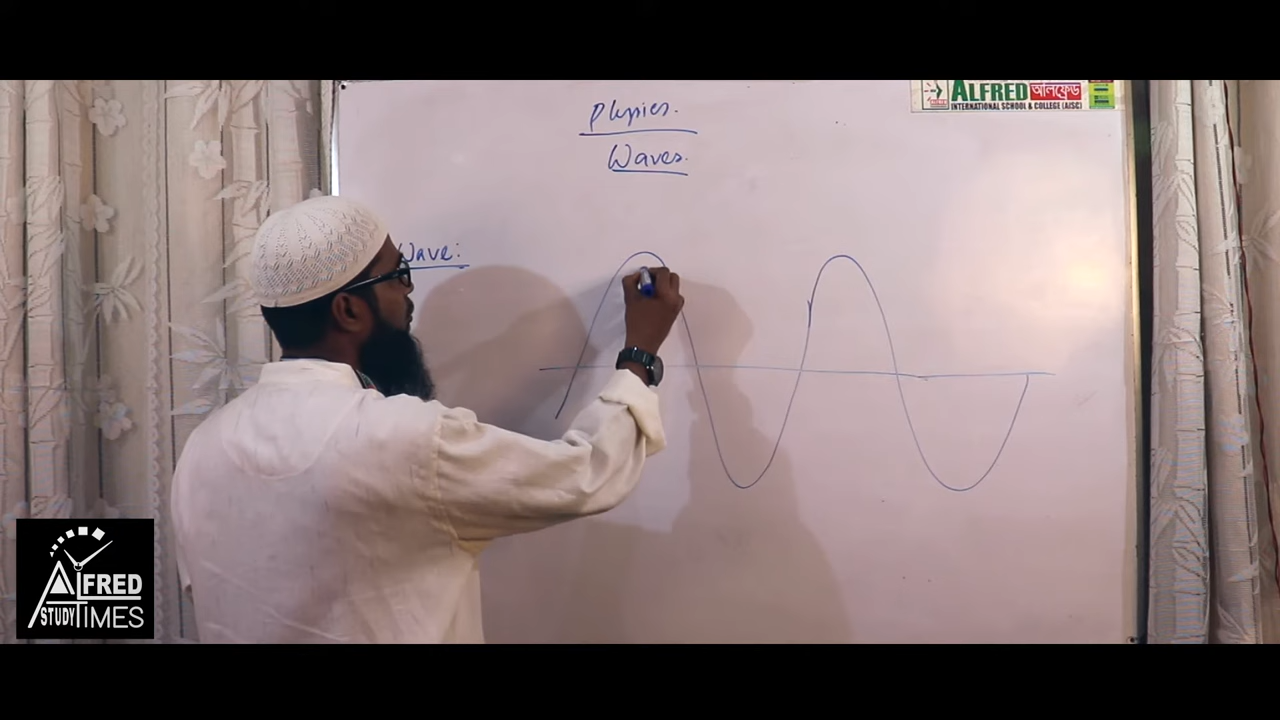 Physics.
Waves.
Wave:
ALFRED আলফ্রেড
INTERNATIONAL SCHOOL & COLLEGE (AISC)
ALFRED
STUDY TIMES